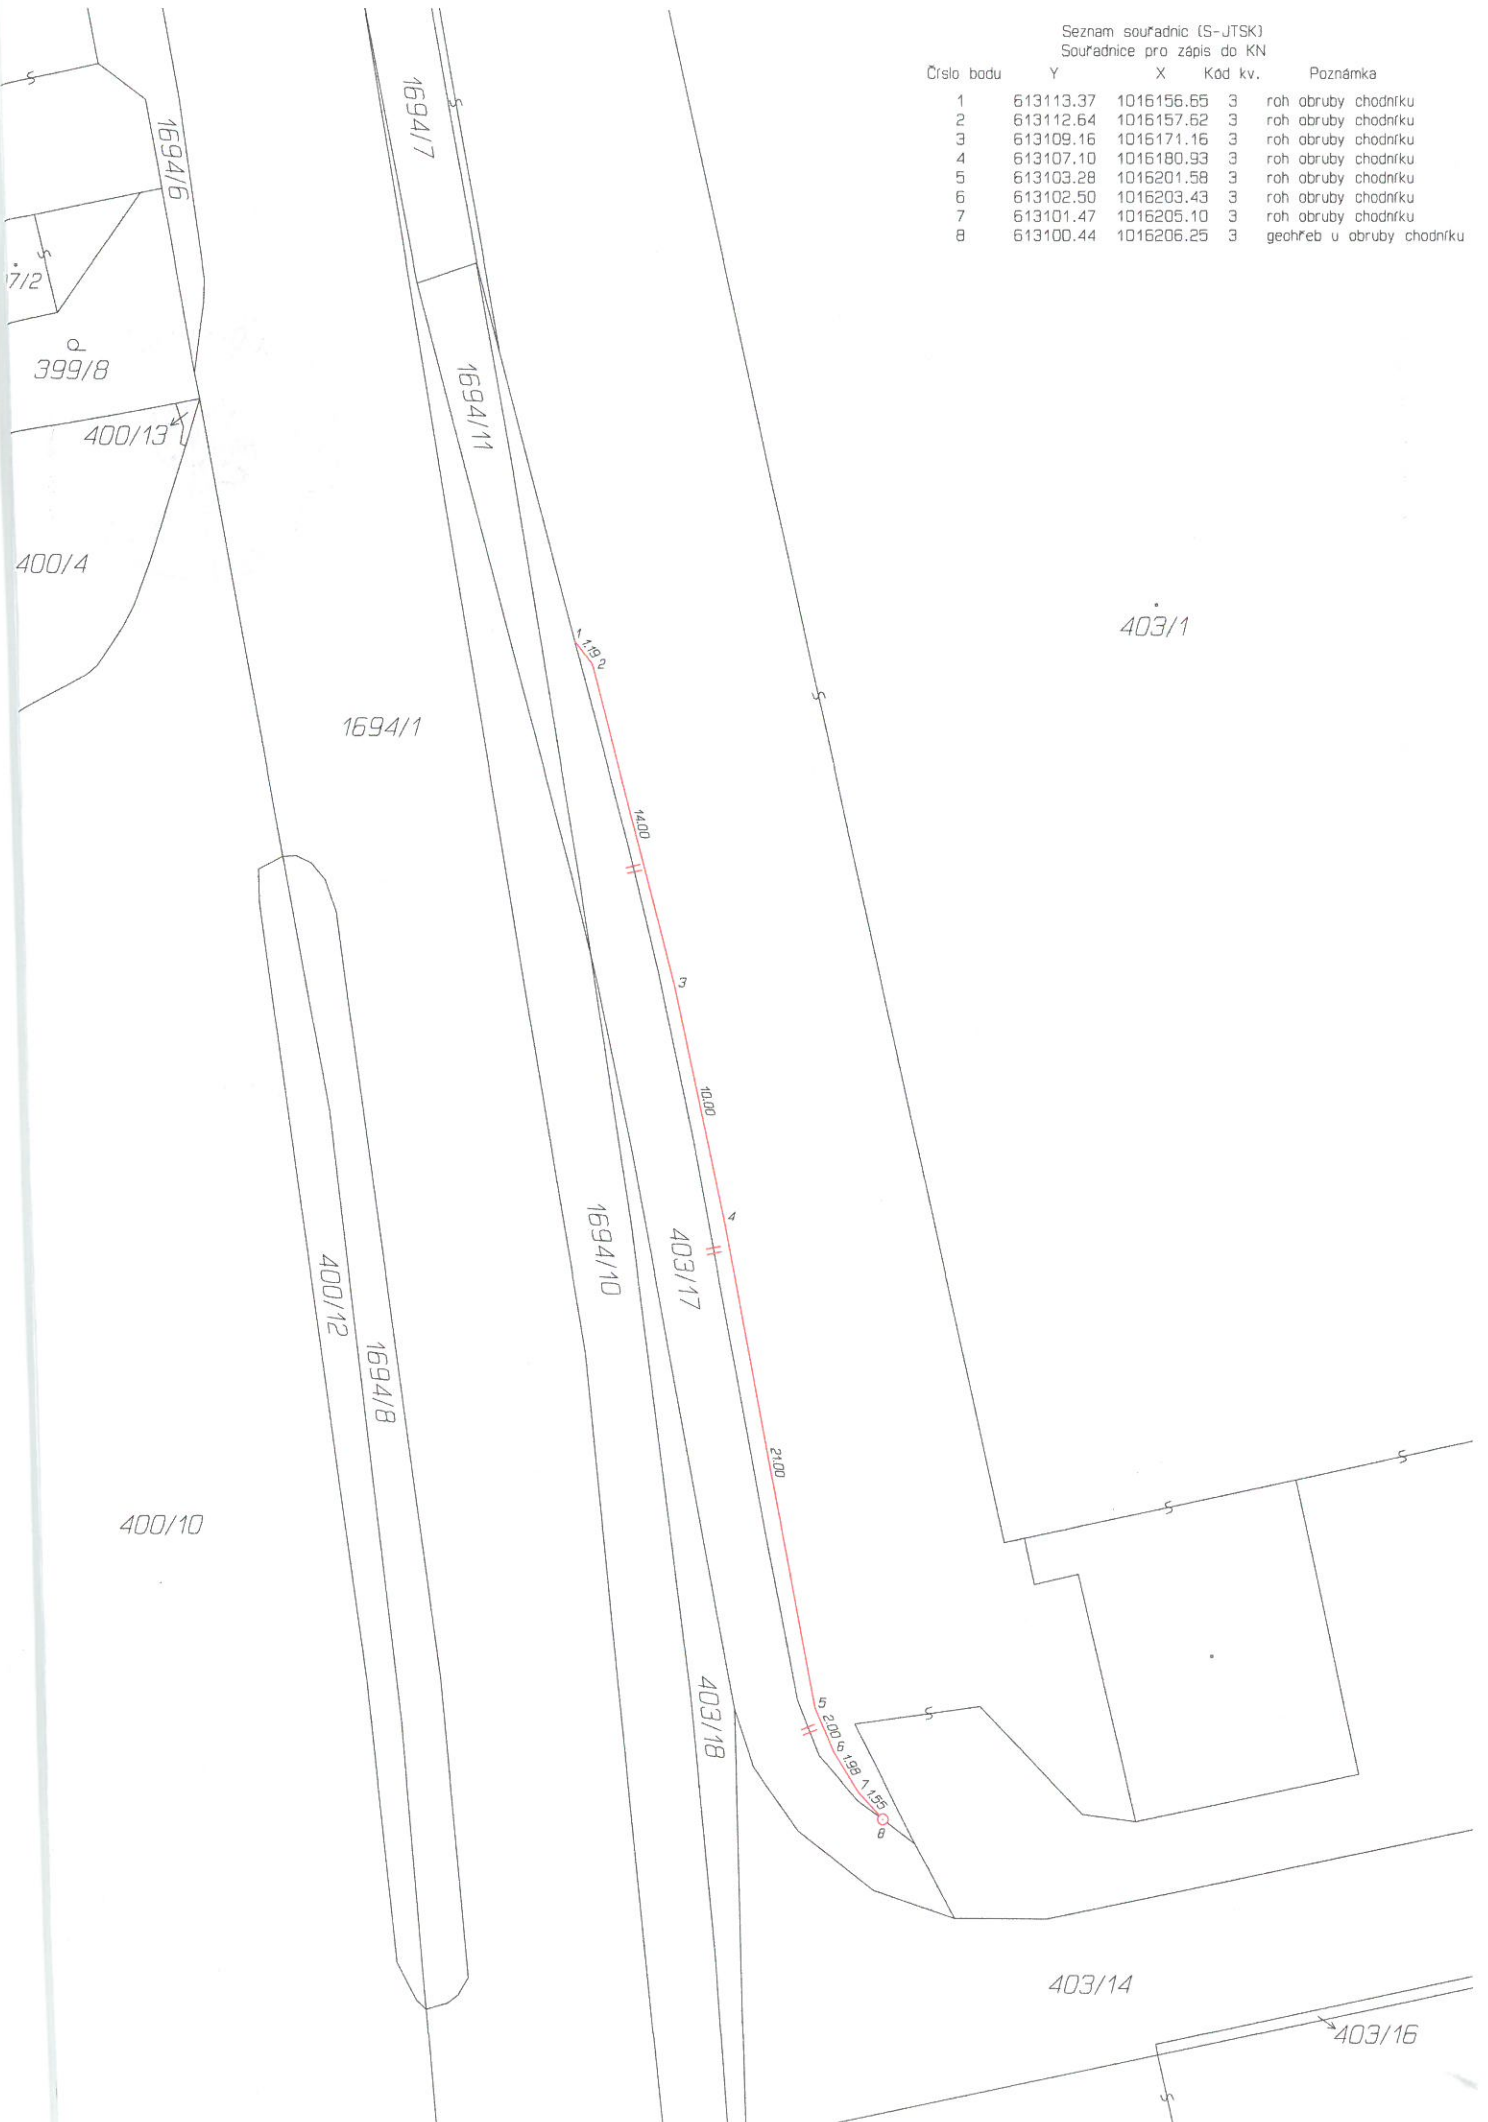 Seznam souřadnic (S-JTSK)
Souřadnice pro zápis do KN
Číslo bodu Y X Kód kv. Poznámka
1 613113.37 1016156.65 3 roh obruby chodníku
2 613112.64 1016157.62 3 roh obruby chodníku
3 613109.16 1016171.16 3 roh obruby chodníku
4 613107.10 1016180.93 3 roh obruby chodníku
5 613103.28 1016201.58 3 roh obruby chodníku
6 613102.50 1016203.43 3 roh obruby chodníku
7 613101.47 1016205.10 3 roh obruby chodníku
8 613100.44 1016206.25 3 geohřeb u obruby chodníku
1694/7
1694/6
7/2
399/8
1694/11
400/13
400/4
403/1
1
1.19
2
1694/1
14.00
3
10.00
4
1694/10
403/17
400/12
1694/8
21.00
400/10
403/18
5
2.00
6
1.98
7
1.55
8
403/14
403/16